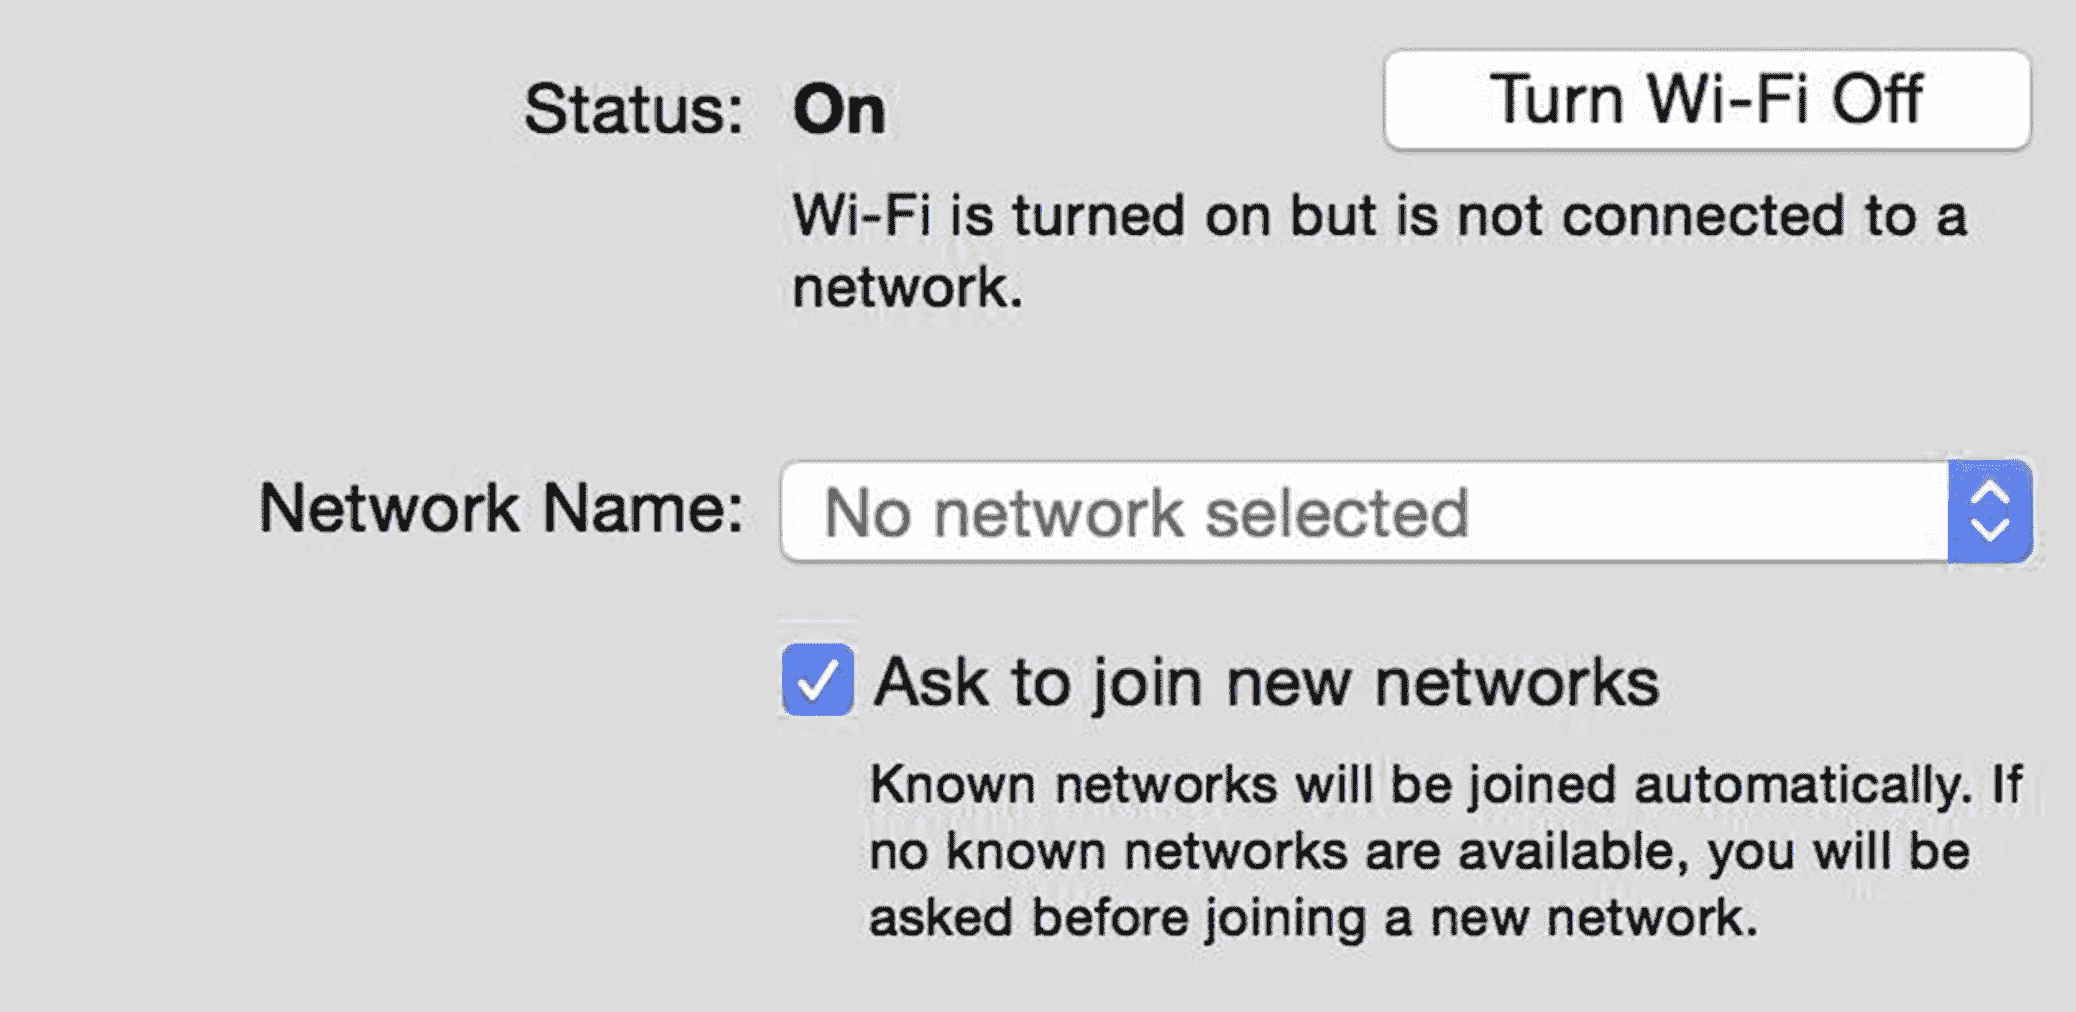 Status: On Turn Wi-Fi Off
Wi-Fi is turned on but is not connected to a
network.
Network Name: No network selected
Ask to join new networks
Known networks will be joined automatically. If
no known networks are available, you will be
asked before joining a new network.